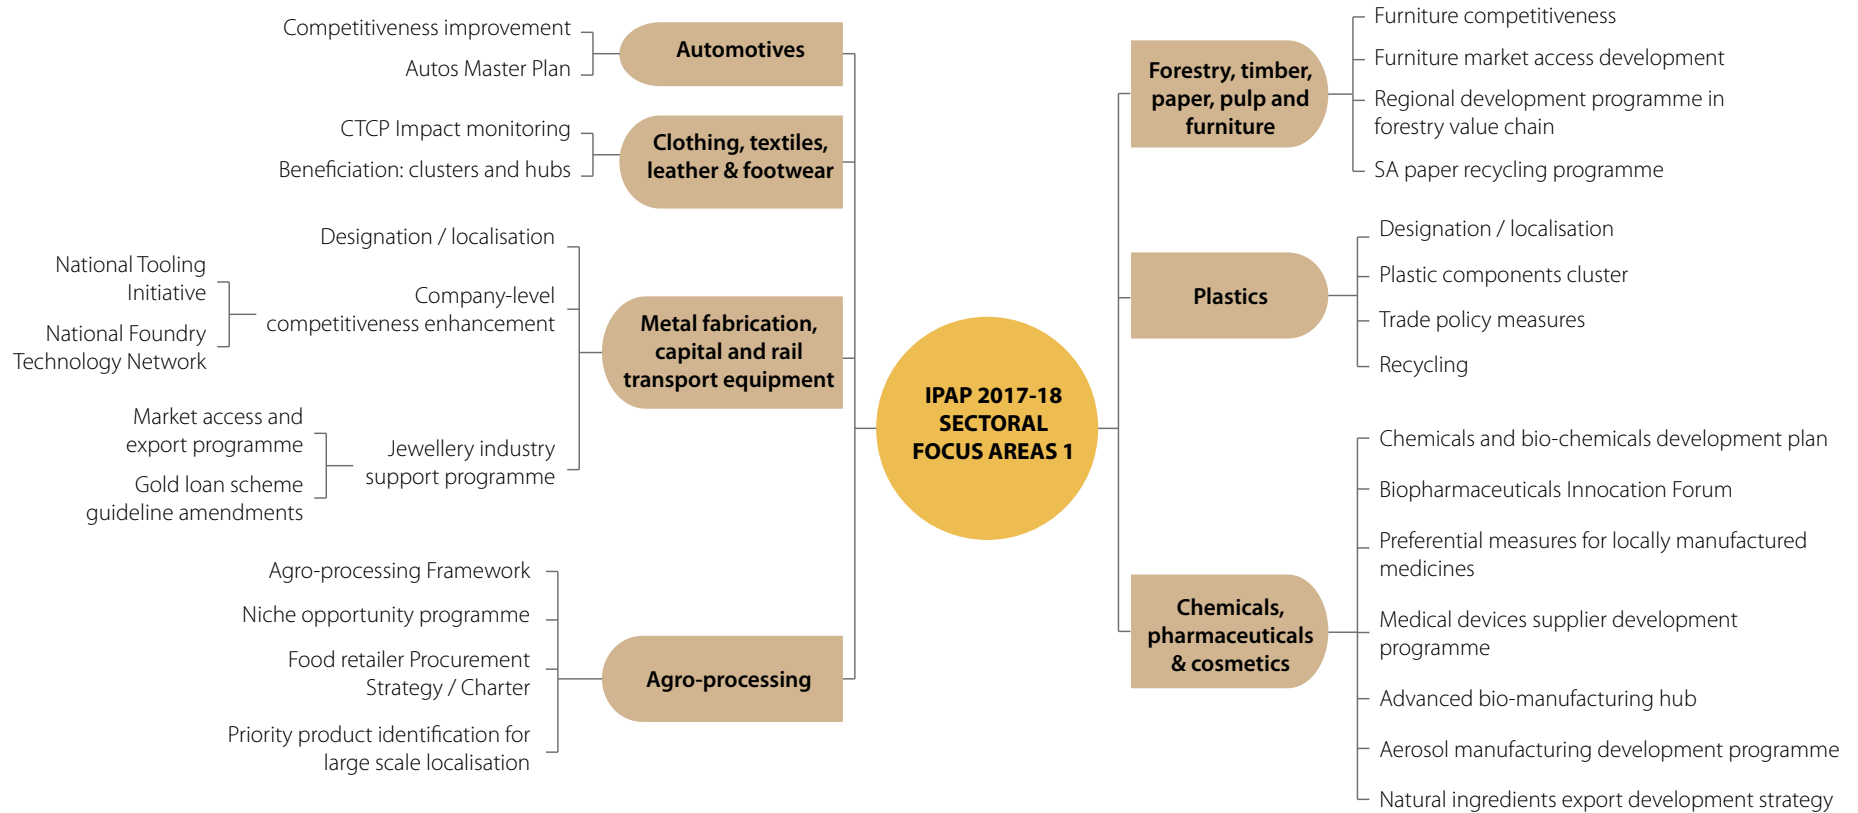 Competitiveness improvement
Autos Master Plan
Automotives
CTCP Impact monitoring
Beneficiation: clusters and hubs
Clothing, textiles,
leather & footwear
Designation / localisation
National Tooling
Initiative
National Foundry
Technology Network
Company-level
competitiveness enhancement
Market access and
export programme
Gold loan scheme
guideline amendments
Jewellery industry
support programme
Metal fabrication,
capital and rail
transport equipment
Agro-processing Framework
Niche opportunity programme
Food retailer Procurement
Strategy / Charter
Priority product identification for
large scale localisation
Agro-processing
IPAP 2017-18
SECTORAL
FOCUS AREAS 1
Forestry, timber,
paper, pulp and
furniture
Furniture competitiveness
Furniture market access development
Regional development programme in
forestry value chain
SA paper recycling programme
Plastics
Designation / localisation
Plastic components cluster
Trade policy measures
Recycling
Chemicals,
pharmaceuticals
& cosmetics
Chemicals and bio-chemicals development plan
Biopharmaceuticals Innocation Forum
Preferential measures for locally manufactured
medicines
Medical devices supplier development
programme
Advanced bio-manufacturing hub
Aerosol manufacturing development programme
Natural ingredients export development strategy